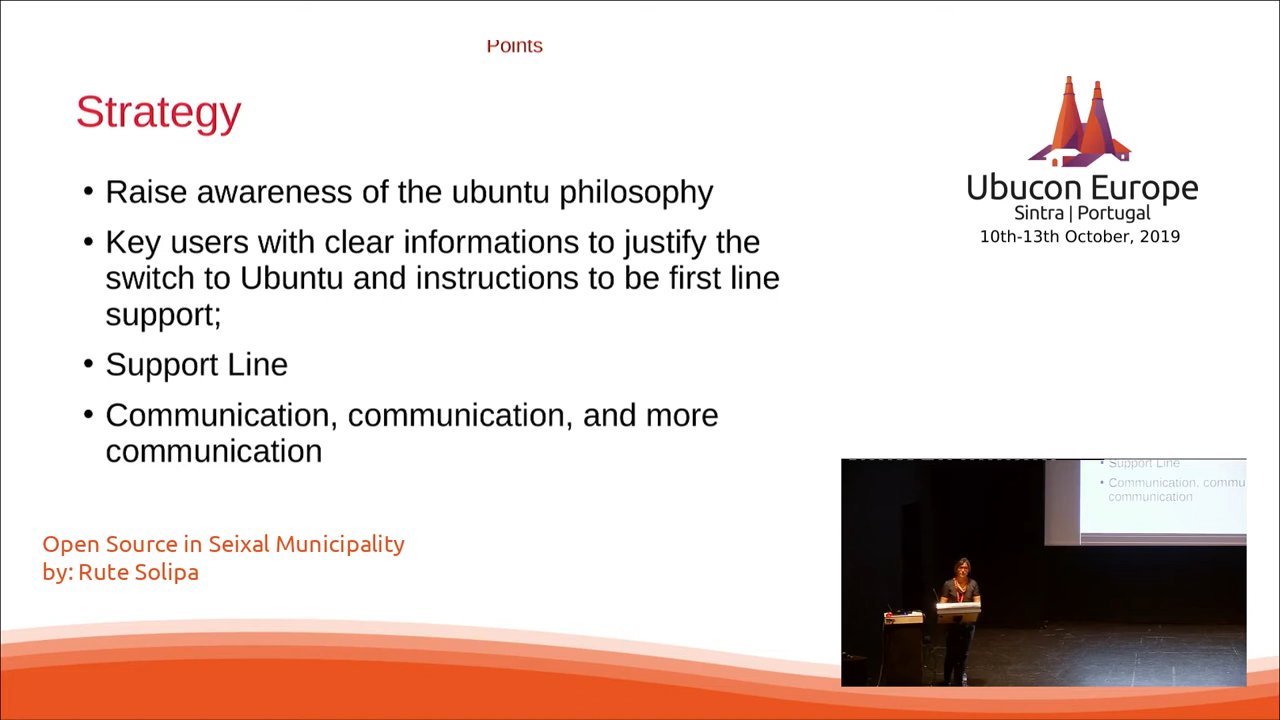 Points
Strategy
• Raise awareness of the ubuntu philosophy
• Key users with clear informations to justify the
switch to Ubuntu and instructions to be first line
support;
• Support Line
• Communication, communication, and more
communication
Ubucon Europe
Sintra | Portugal
10th-13th October, 2019
Open Source in Seixal Municipality
by: Rute Solipa
• Support Line
• Communication, commu
communication